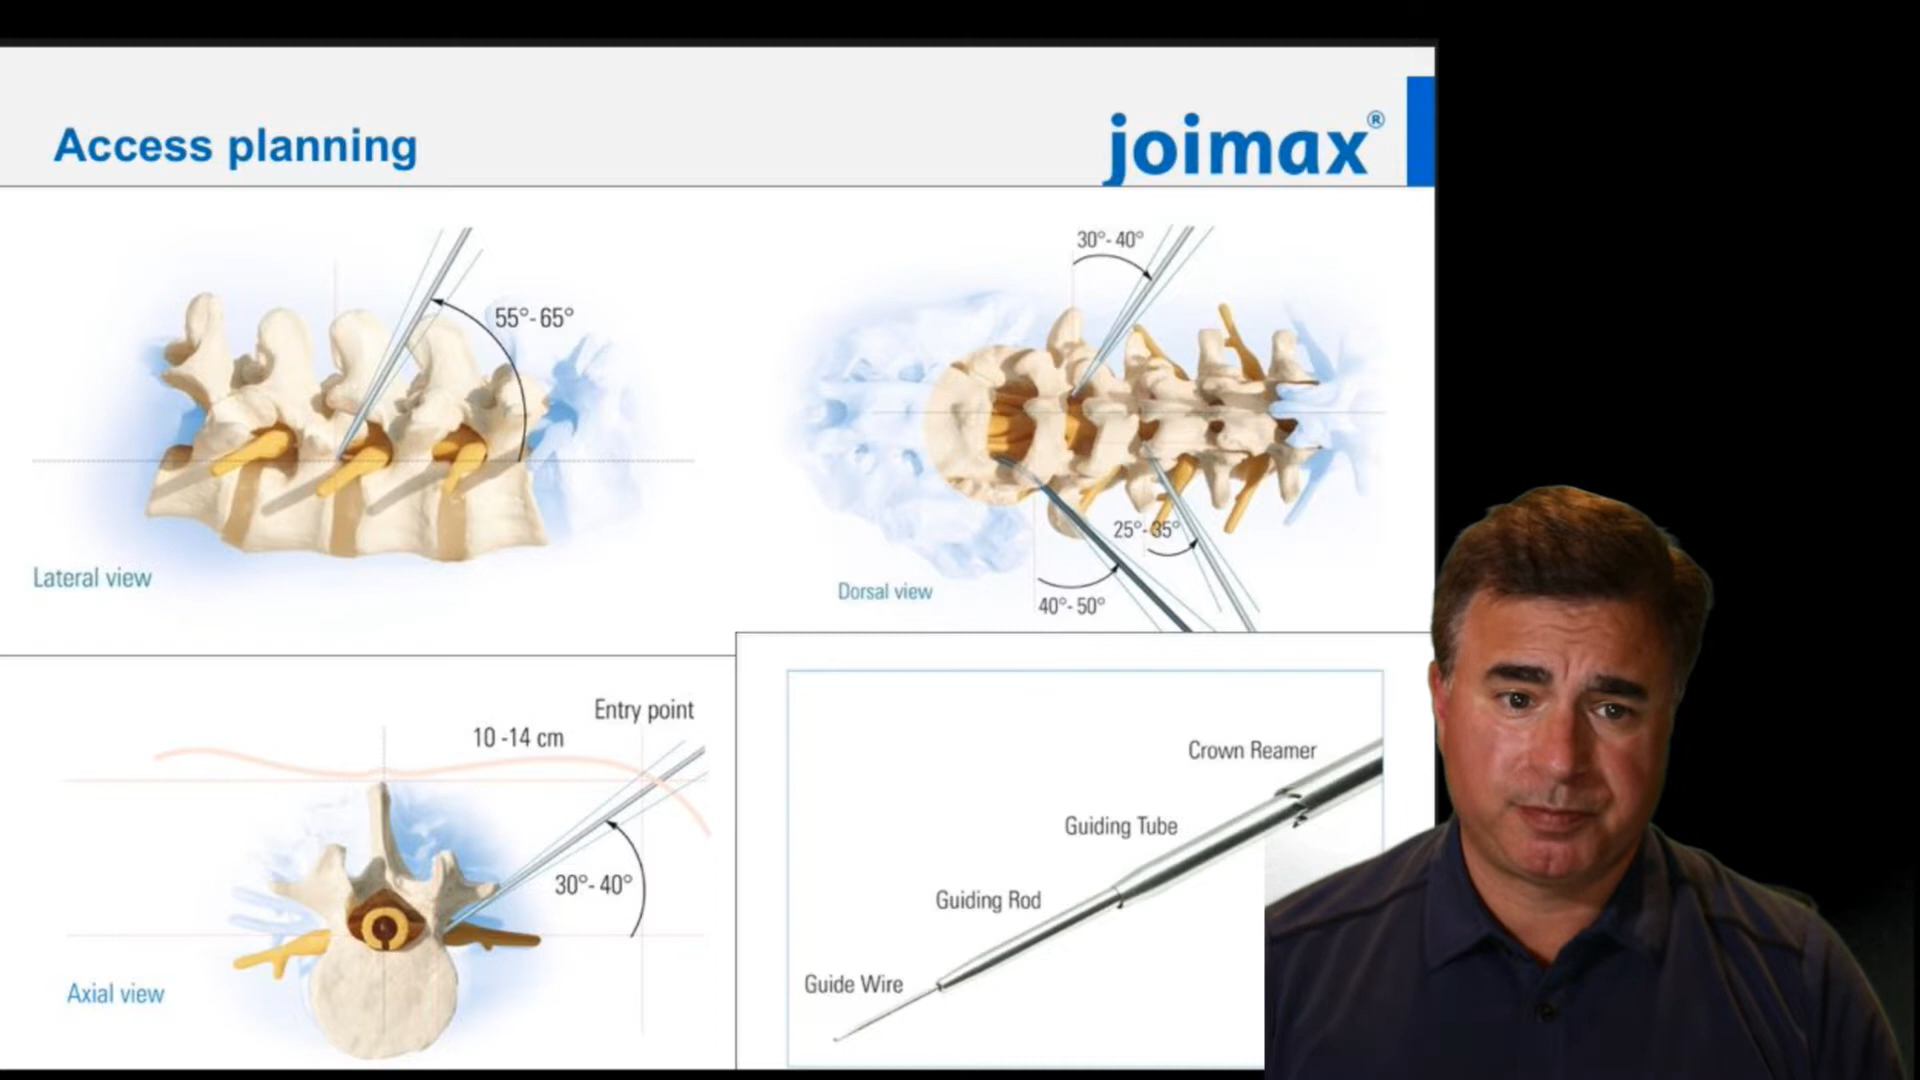 Access planning
joimax®
55°-65°
Lateral view
30°-40°
25°-35°
40°-50°
Dorsal view
Entry point
10 -14 cm
30°-40°
Axial view
Crown Reamer
Guiding Tube
Guiding Rod
Guide Wire